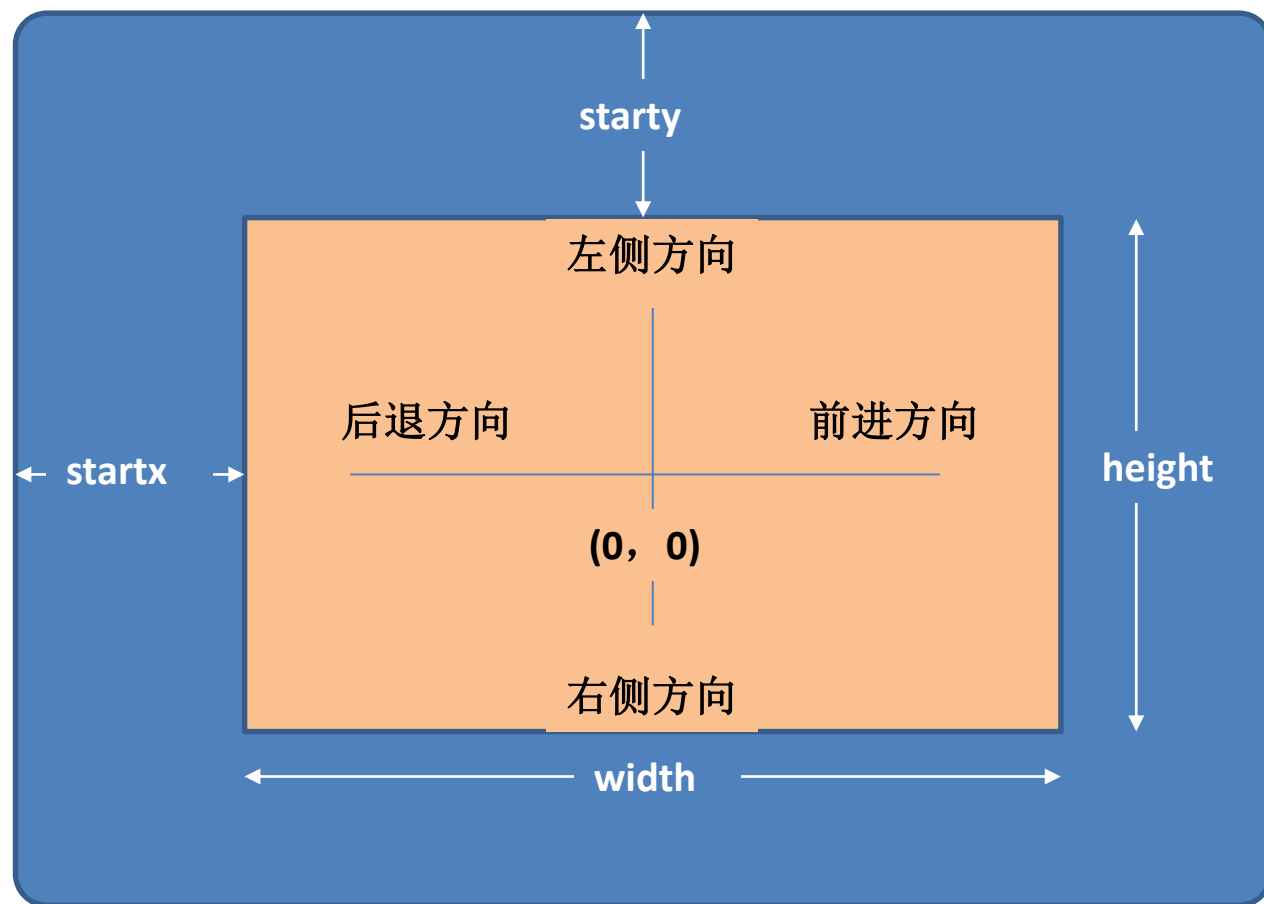 starty
左侧方向
后退方向
前进方向
startx
height
(0，0)
右侧方向
width